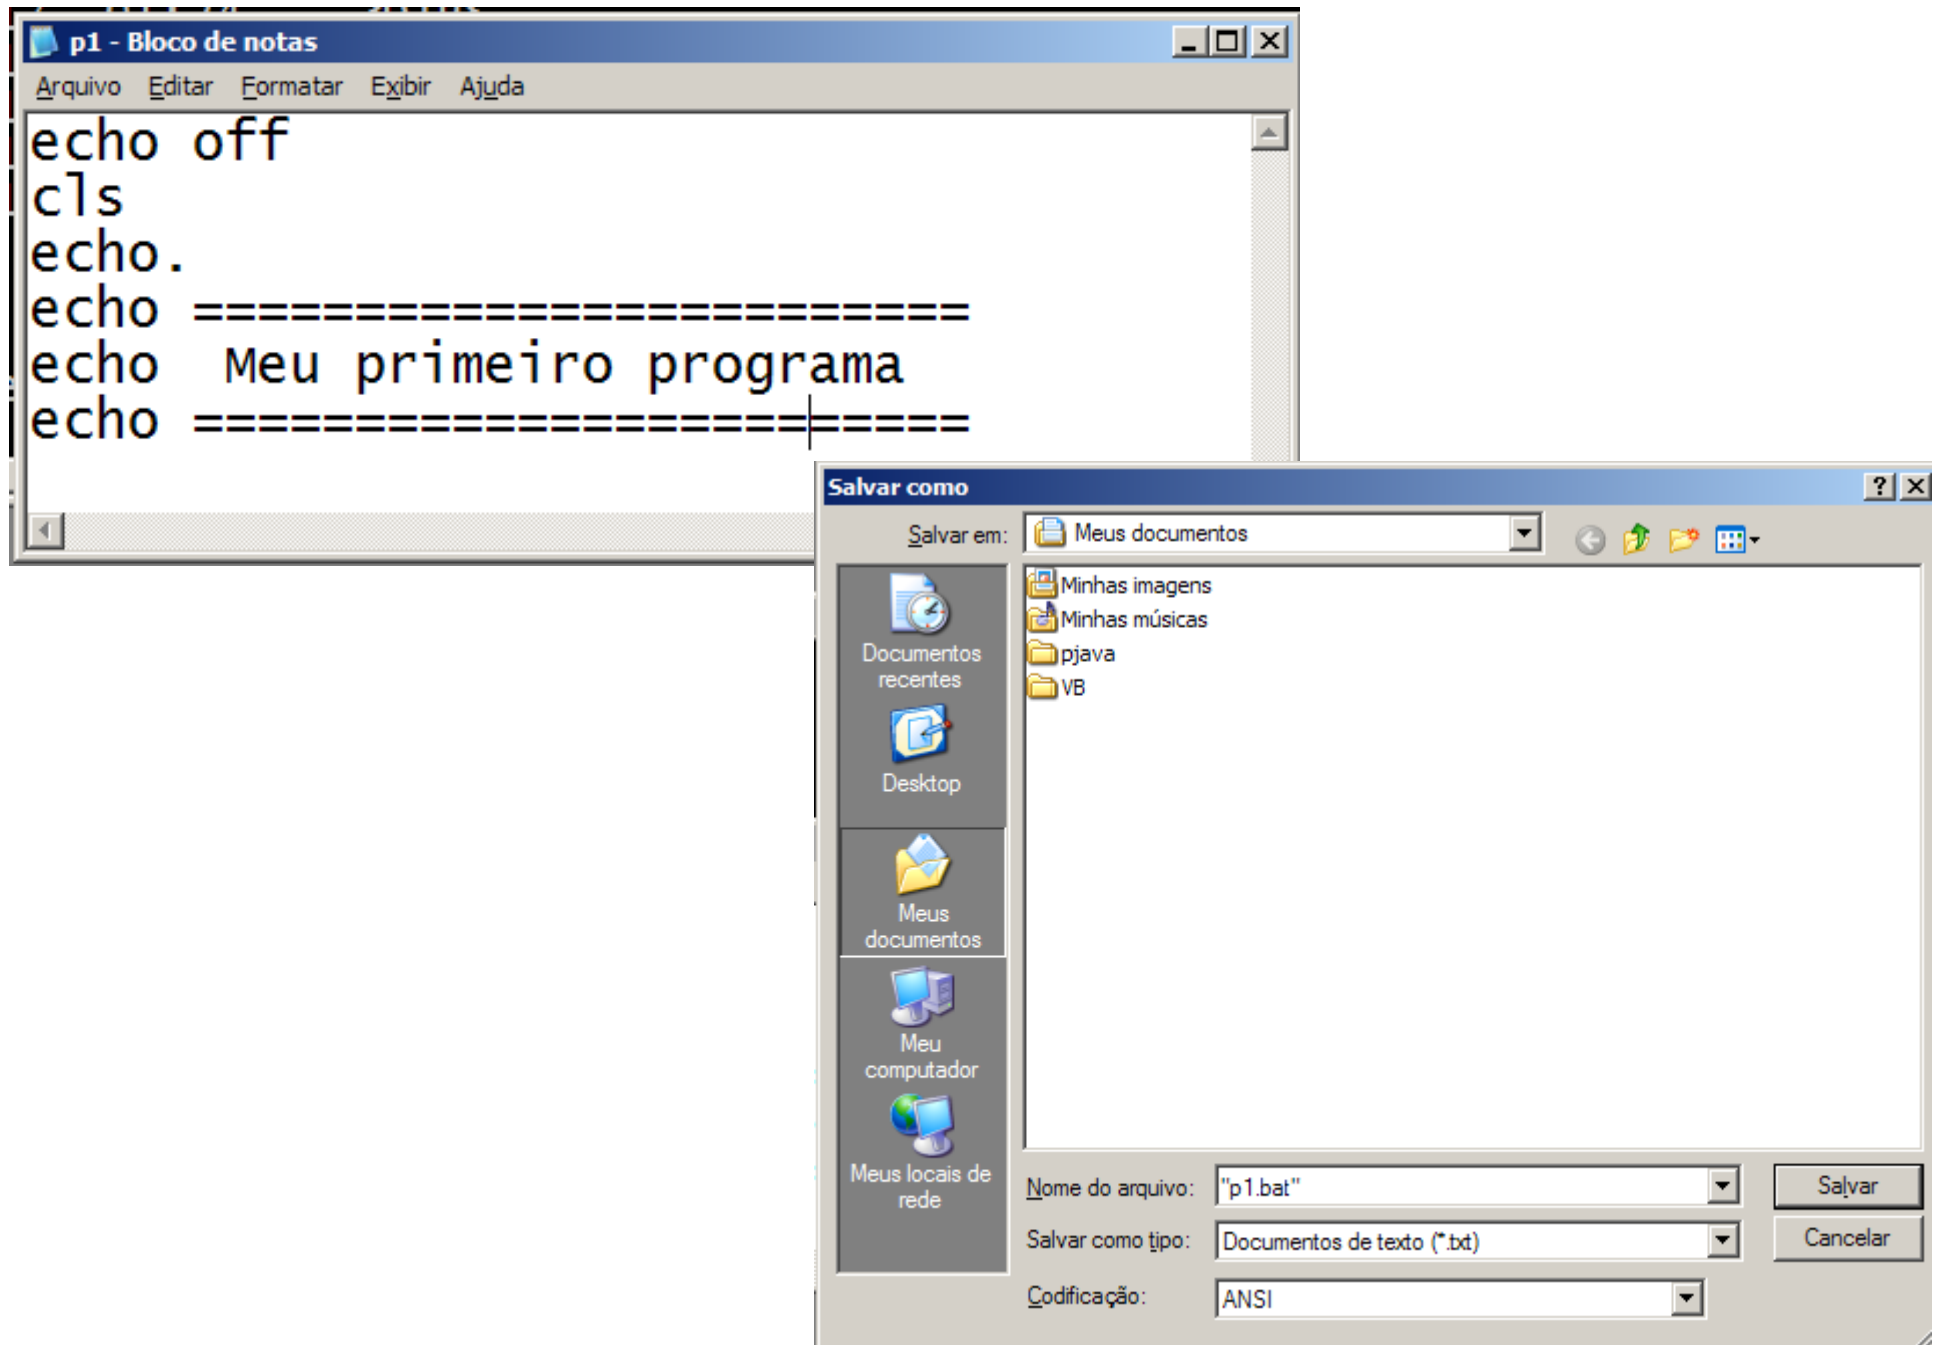 p1 - Bloco de notas
Arquivo Editar Formatar Exibir Ajuda
echo off
cls
echo.
echo ========================
echo  Meu primeiro programa
echo ========================
Salvar como
Salvar em: Meus documentos
Documentos
recentes
Desktop
Meus
documentos
Meu
computador
Meus locais de
rede
Minhas imagens
Minhas músicas
pjava
VB
Nome do arquivo: "p1.bat" Salvar
Salvar como tipo: Documentos de texto (*.txt) Cancelar
Codificação: ANSI